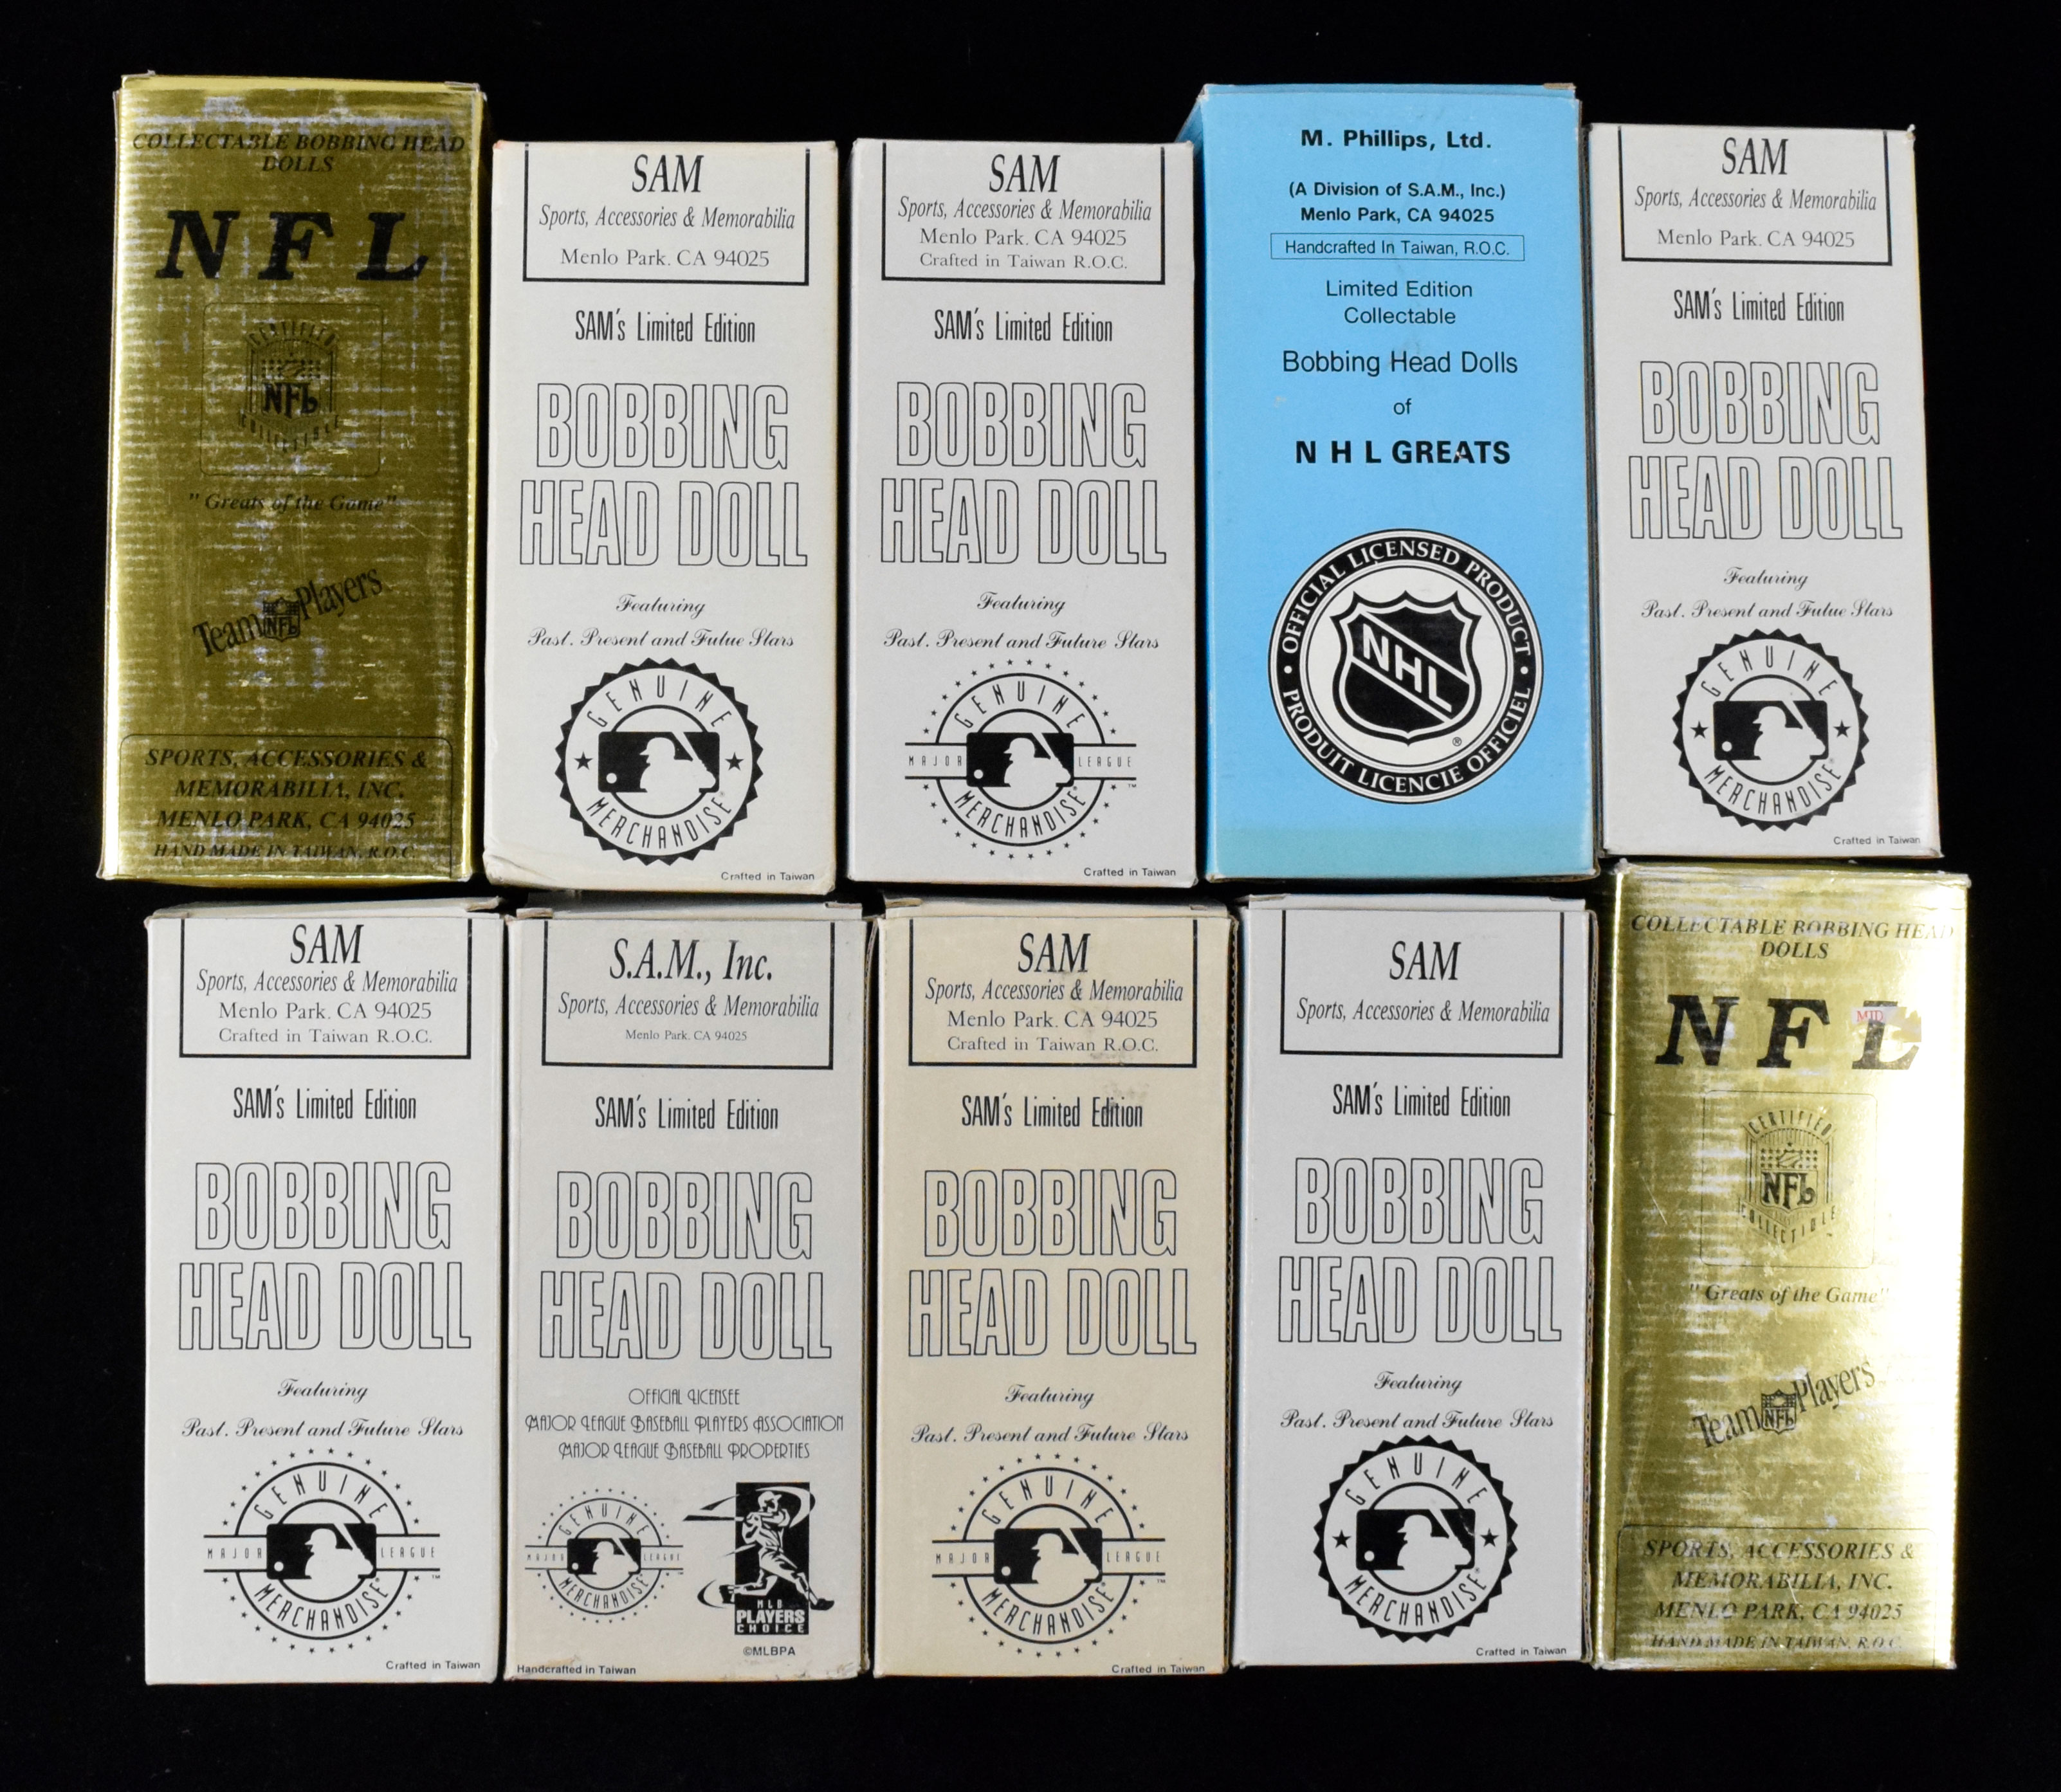 COLLECTABLE BOBBING HEAD
DOLLS
N F L
CERTIFIED
NFL
COLLECTIBLE
" Greats of the Game"
Team NFL Players
SPORTS, ACCESSORIES &
MEMORABILIA, INC.
MENLO PARK, CA 94025
HAND MADE IN TAIWAN, R.O.C.
SAM
Sports, Accessories & Memorabilia
Menlo Park. CA 94025
SAM's Limited Edition
BOBBING
HEAD DOLL
Featuring
Past. Present and Futue Stars
GENUINE
MERCHANDISE
Crafted in Taiwan
SAM
Sports, Accessories & Memorabilia
Menlo Park. CA 94025
Crafted in Taiwan R.O.C.
SAM's Limited Edition
BOBBING
HEAD DOLL
Featuring
Past. Present and Future Stars
GENUINE
MAJOR LEAGUE
MERCHANDISE
™
Crafted in Taiwan
M. Phillips, Ltd.
(A Division of S.A.M., Inc.)
Menlo Park, CA 94025
Handcrafted In Taiwan, R.O.C.
Limited Edition
Collectable
Bobbing Head Dolls
of
N H L GREATS
• OFFICIAL LICENSED PRODUCT •
NHL
®
PRODUIT LICENCIE OFFICIEL
SAM
Sports, Accessories & Memorabilia
Menlo Park. CA 94025
SAM's Limited Edition
BOBBING
HEAD DOLL
Featuring
Past. Present and Futue Stars
GENUINE
MERCHANDISE
Crafted in Taiwan
SAM
Sports, Accessories & Memorabilia
Menlo Park. CA 94025
Crafted in Taiwan R.O.C.
SAM's Limited Edition
BOBBING
HEAD DOLL
Featuring
Past. Present and Future Stars
GENUINE
MAJOR LEAGUE
MERCHANDISE
™
Crafted in Taiwan
S.A.M., Inc.
Sports, Accessories & Memorabilia
Menlo Park. CA 94025
SAM's Limited Edition
BOBBING
HEAD DOLL
OFFICIAL LICENSEE
MAJOR LEAGUE BASEBALL PLAYERS ASSOCIATION
MAJOR LEAGUE BASEBALL PROPERTIES
GENUINE
MAJOR LEAGUE
MERCHANDISE
MLB
PLAYERS
CHOICE
©MLBPA
Handcrafted in Taiwan
SAM
Sports, Accessories & Memorabilia
Menlo Park. CA 94025
Crafted in Taiwan R.O.C.
SAM's Limited Edition
BOBBING
HEAD DOLL
Featuring
Past. Present and Future Stars
GENUINE
MAJOR LEAGUE
MERCHANDISE
™
Crafted in Taiwan
SAM
Sports, Accessories & Memorabilia
SAM's Limited Edition
BOBBING
HEAD DOLL
Featuring
Past. Present and Future Stars
GENUINE
MERCHANDISE
Crafted in Taiwan
COLLECTABLE BOBBING HEAD
DOLLS
N F L
MID
CERTIFIED
NFL
COLLECTIBLE
" Greats of the Game"
Team NFL Players
SPORTS, ACCESSORIES &
MEMORABILIA, INC.
MENLO PARK, CA 94025
HAND MADE IN TAIWAN, R.O.C.